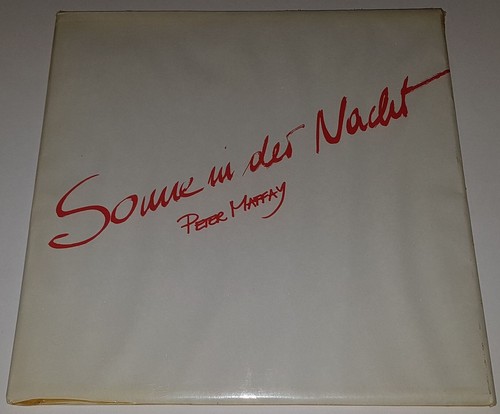 Sonne in der Nacht
PETER MAFFAY